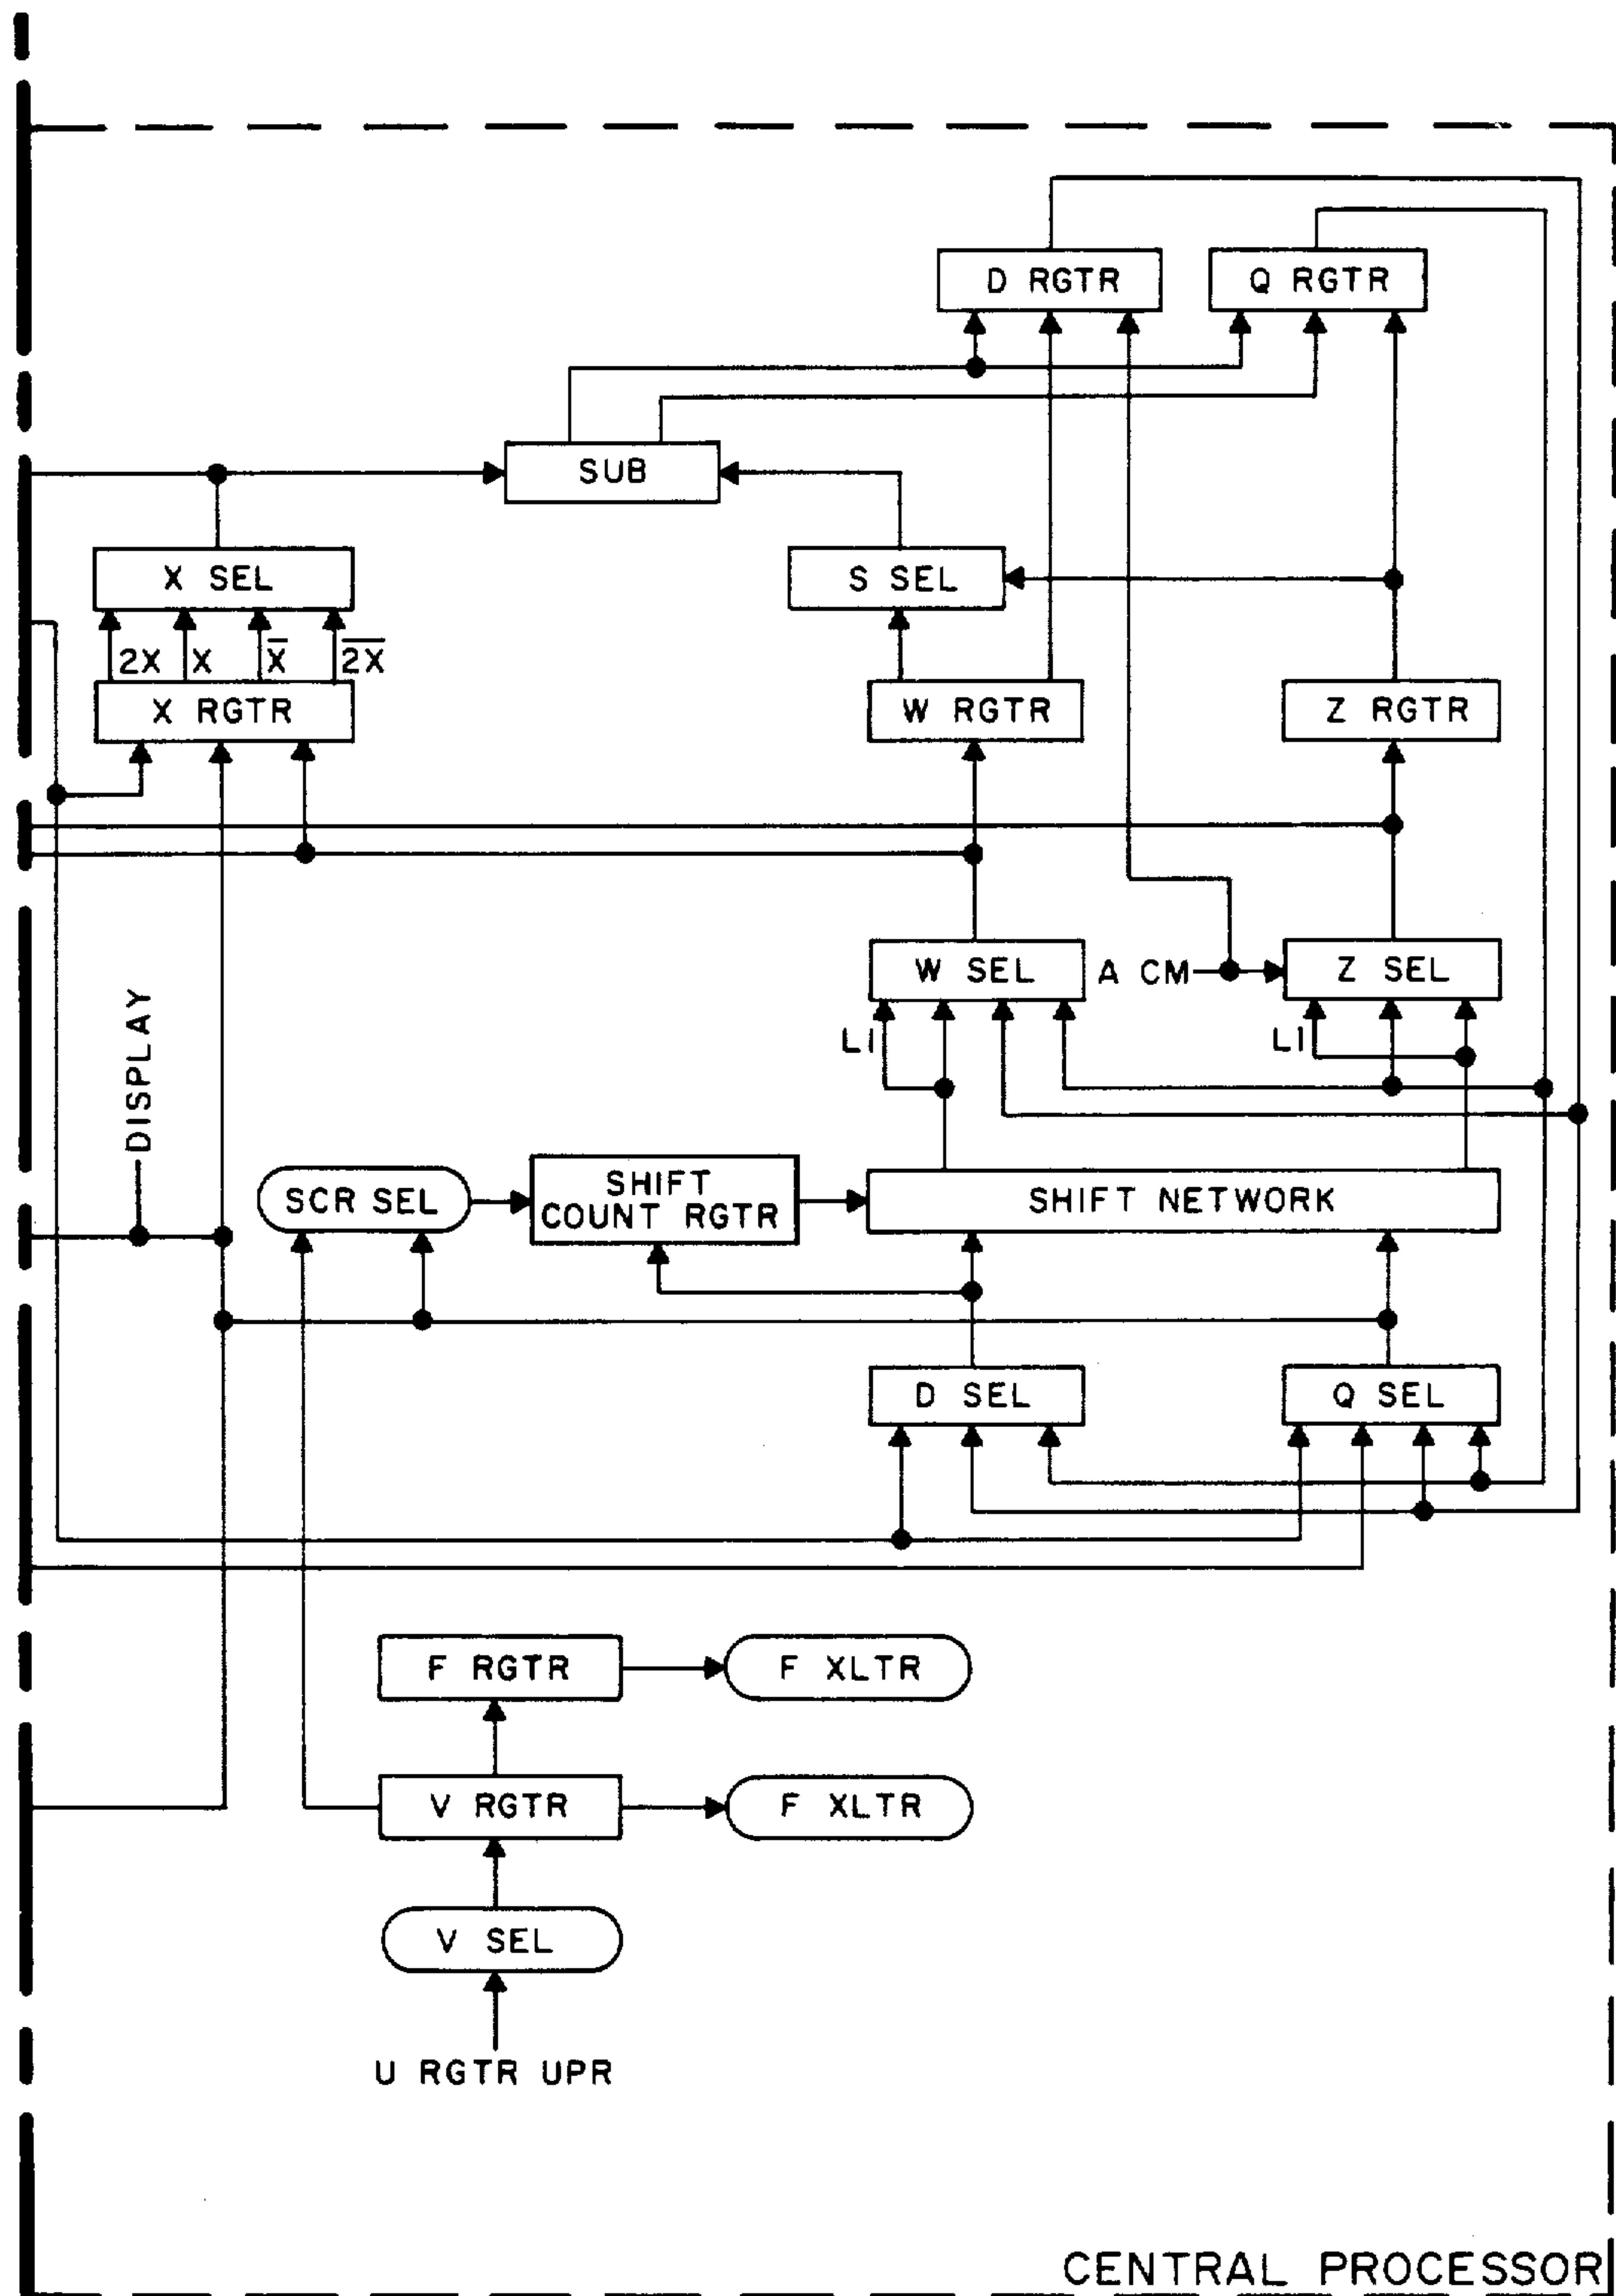 D RGTR
Q RGTR
SUB
X SEL
S SEL
2X X X̅ 2̅X̅
X RGTR
W RGTR
Z RGTR
W SEL
A CM
Z SEL
L1
L1
DISPLAY
SCR SEL
SHIFT
COUNT RGTR
SHIFT NETWORK
D SEL
Q SEL
F RGTR
F XLTR
V RGTR
F XLTR
V SEL
U RGTR UPR
CENTRAL PROCESSOR